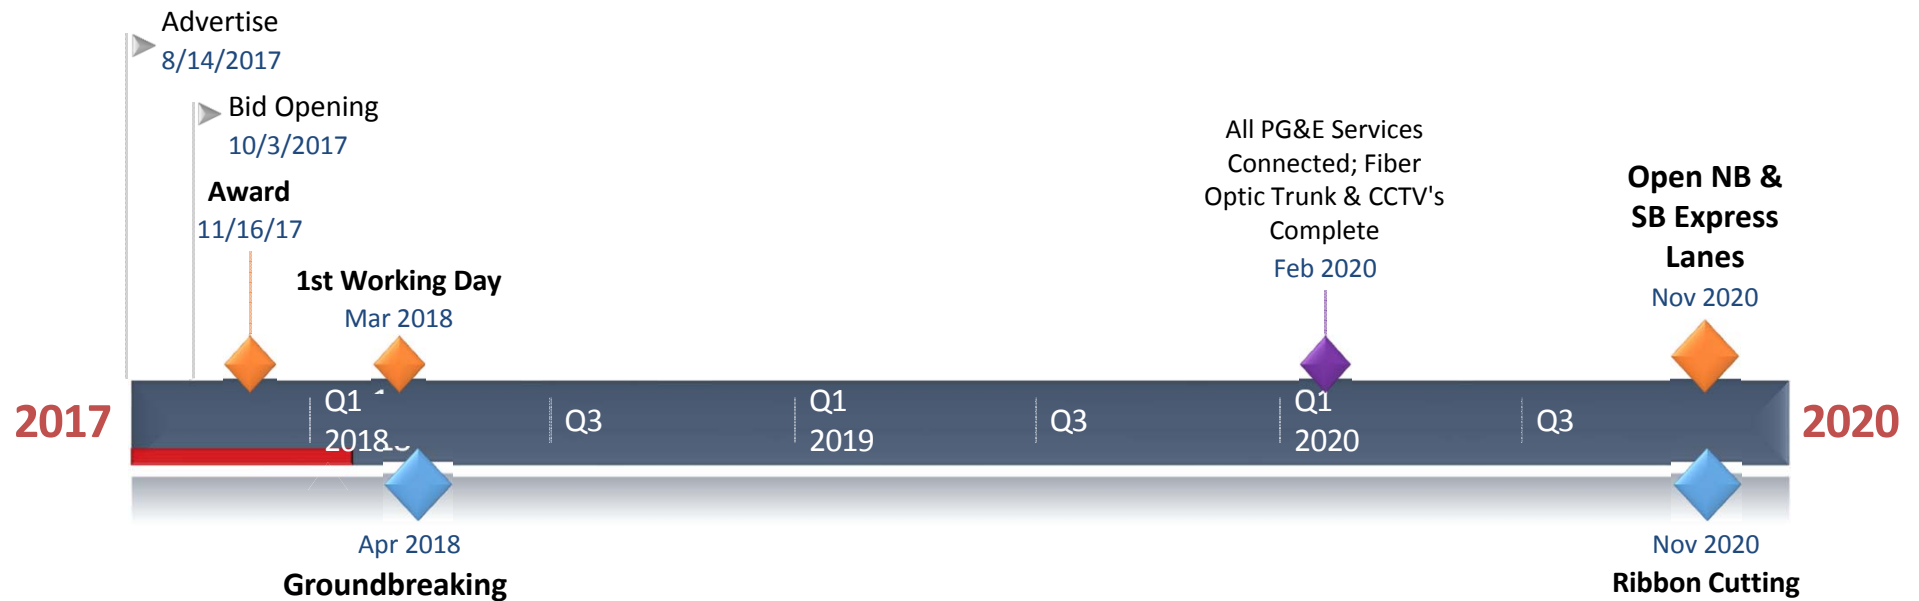 Advertise
8/14/2017
Bid Opening
10/3/2017
Award
11/16/17
1st Working Day
Mar 2018
All PG&E Services
Connected; Fiber
Optic Trunk & CCTV's
Complete
Feb 2020
Open NB &
SB Express
Lanes
Nov 2020
2017
Q1
2018
Q3
Q1
2019
Q3
Q1
2020
Q3
2020
Apr 2018
Groundbreaking
Nov 2020
Ribbon Cutting